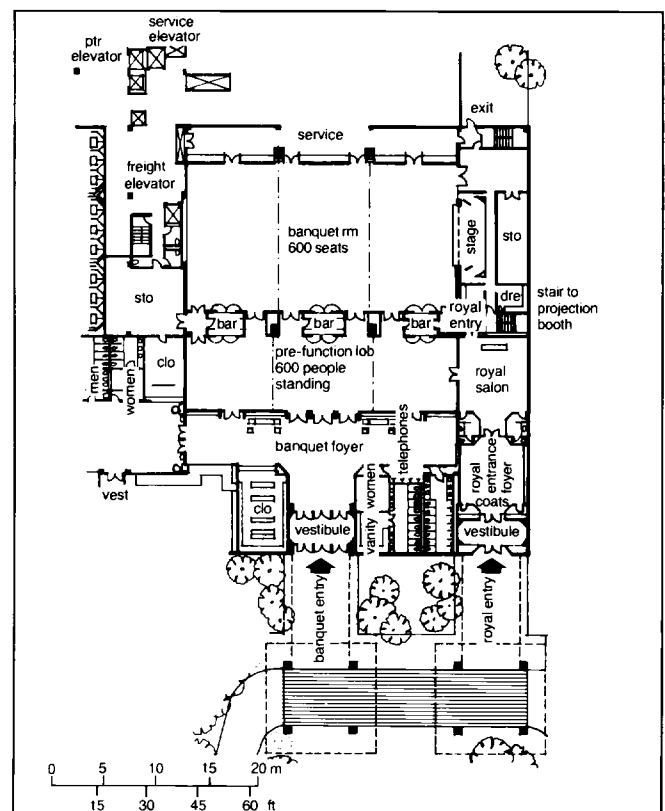 service
elevator
ptr
elevator
exit
service
freight
elevator
banquet rm
600 seats
stage
sto
sto
dre
stair to
projection
booth
royal
entry
bar
bar
bar
pre-function lob
600 people
standing
clo
men
women
royal
salon
telephones
banquet foyer
royal
coats
entrance
foyer
vest
clo
vanity
women
vestibule
vestibule
banquet entry
royal entry
0 5 10 15 20 m
15 30 45 60 ft